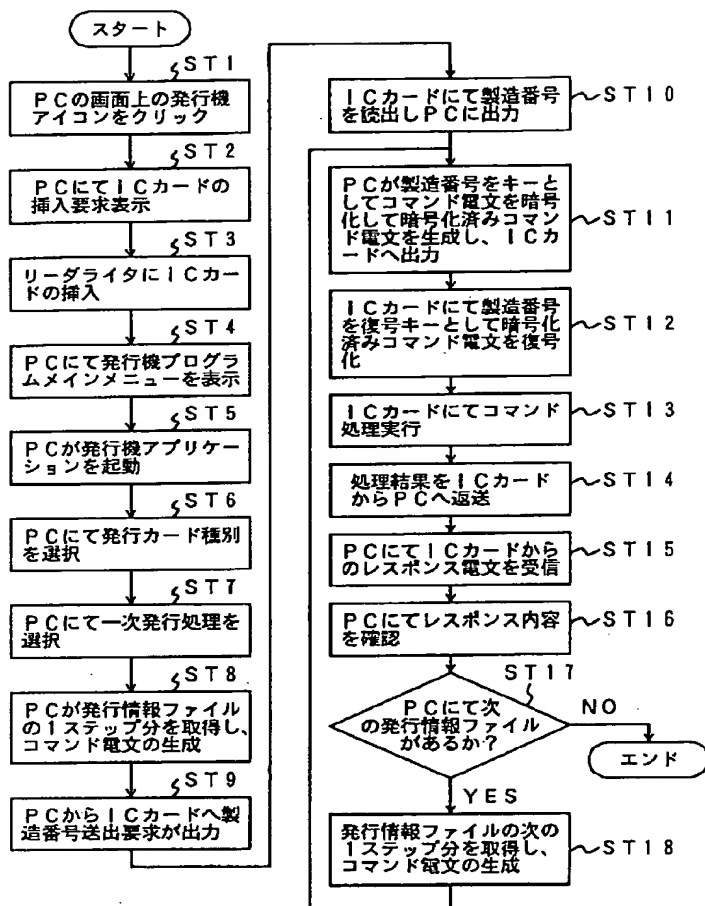 スタート
ST1
PCの画面上の発行機
アイコンをクリック
ST2
PCにてICカードの
挿入要求表示
ST3
リーダライタにICカー
ドの挿入
ST4
PCにて発行機プログラ
ムメインメニューを表示
ST5
PCが発行機アプリケー
ションを起動
ST6
PCにて発行カード種別
を選択
ST7
PCにて一次発行処理を
選択
ST8
PCが発行情報ファイル
の1ステップ分を取得し、
コマンド電文の生成
ST9
PCからICカードへ製
造番号送出要求が出力
ICカードにて製造番号
を読出しPCに出力
ST10
PCが製造番号をキーと
してコマンド電文を暗号
化して暗号化済みコマン
ド電文を生成し、IC
カードへ出力
ST11
ICカードにて製造番号
を復号キーとして暗号化
済みコマンド電文を復号
化
ST12
ICカードにてコマンド
処理実行
ST13
処理結果をICカード
からPCへ返送
ST14
PCにてICカードから
のレスポンス電文を受信
ST15
PCにてレスポンス内容
を確認
ST16
ST17
PCにて次
の発行情報ファイル
があるか?
NO
エンド
YES
発行情報ファイルの次の
1ステップ分を取得し、
コマンド電文の生成
ST18